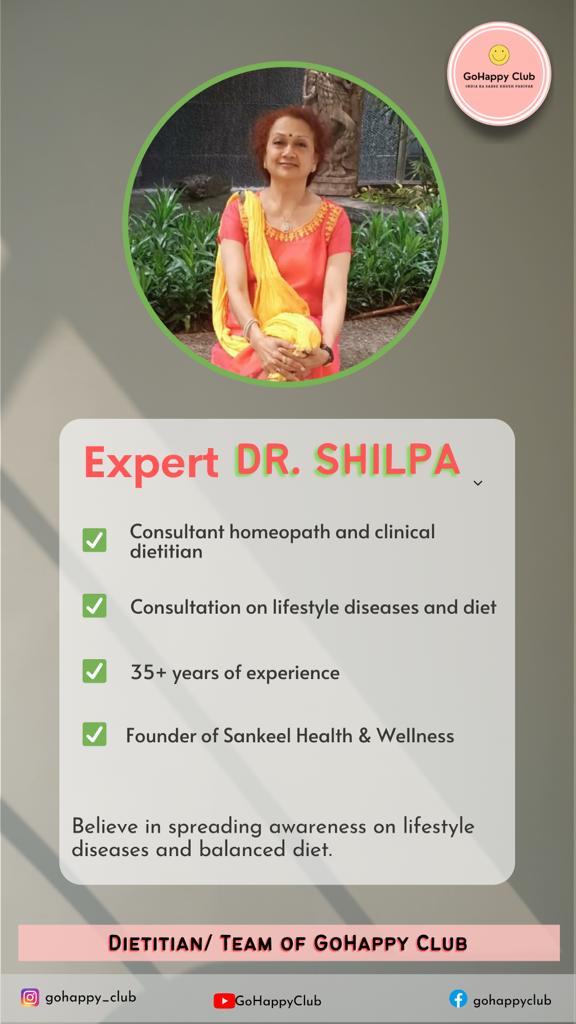 GoHappy Club
INDIA KA SABSE KHUSH PARIVAR
Expert DR. SHILPA
Consultant homeopath and clinical
dietitian
Consultation on lifestyle diseases and diet
35+ years of experience
Founder of Sankeel Health & Wellness
Believe in spreading awareness on lifestyle
diseases and balanced diet.
DIETITIAN/ TEAM OF GOHAPPY CLUB
gohappy_club
GoHappyClub
gohappyclub